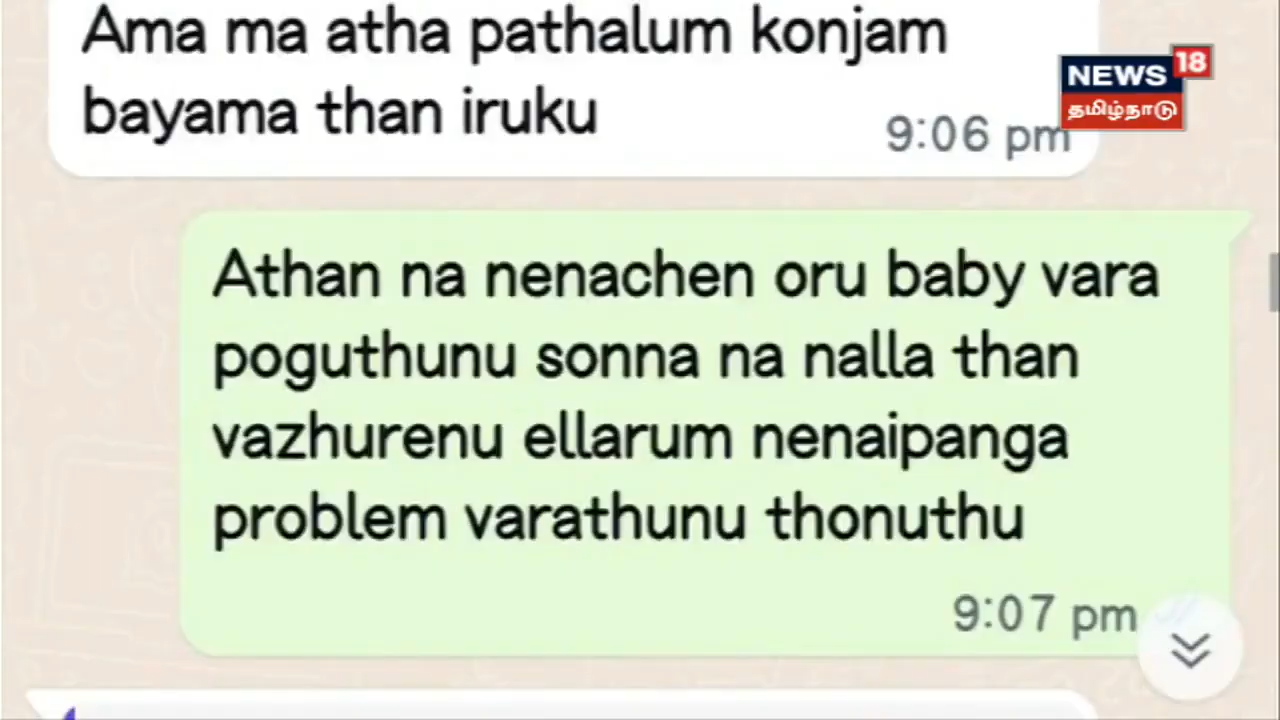 Ama ma atha pathalum konjam
bayama than iruku
9:06 pm
NEWS 18
தமிழ்நாடு
Athan na nenachen oru baby vara
poguthunu sonna na nalla than
vazhurenu ellarum nenaipanga
problem varathunu thonuthu
9:07 pm